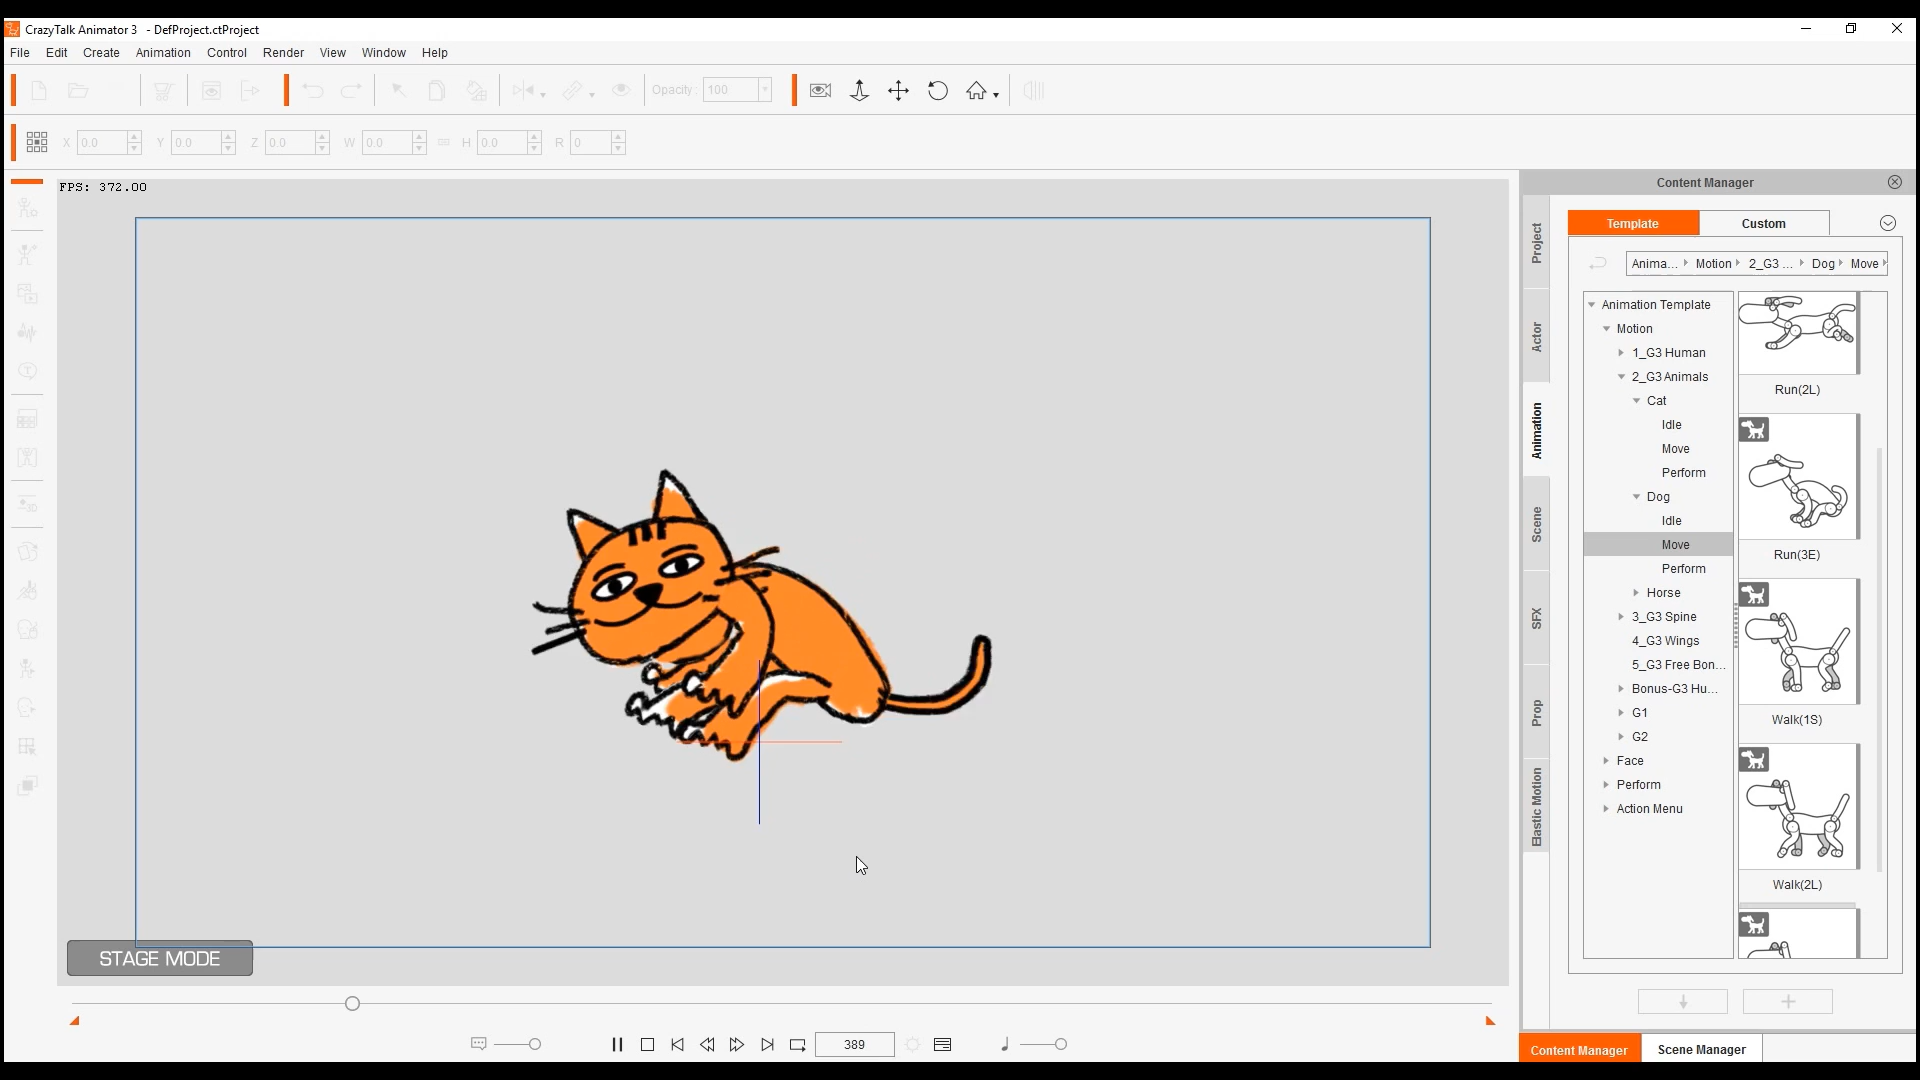 CrazyTalk Animator 3 - DefProject.ctProject
File Edit Create Animation Control Render View Window Help
Opacity : 100
X 0.0 Y 0.0 Z 0.0 W 0.0 H 0.0 R 0
FPS: 372.00
STAGE MODE
389
Content Manager
Template Custom
Anima... Motion 2_G3 ... Dog Move
Project
Actor
Animation
Scene
SFX
Prop
Elastic Motion
Animation Template
Motion
1_G3 Human
2_G3 Animals
Cat
Idle
Move
Perform
Dog
Idle
Move
Perform
Horse
3_G3 Spine
4_G3 Wings
5_G3 Free Bon...
Bonus-G3 Hu...
G1
G2
Face
Perform
Action Menu
Run(2L)
Run(3E)
Walk(1S)
Walk(2L)
Content Manager Scene Manager